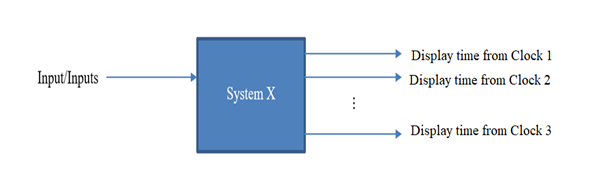 Display time from Clock 1
Input/Inputs
System X
Display time from Clock 2
⋮
Display time from Clock 3